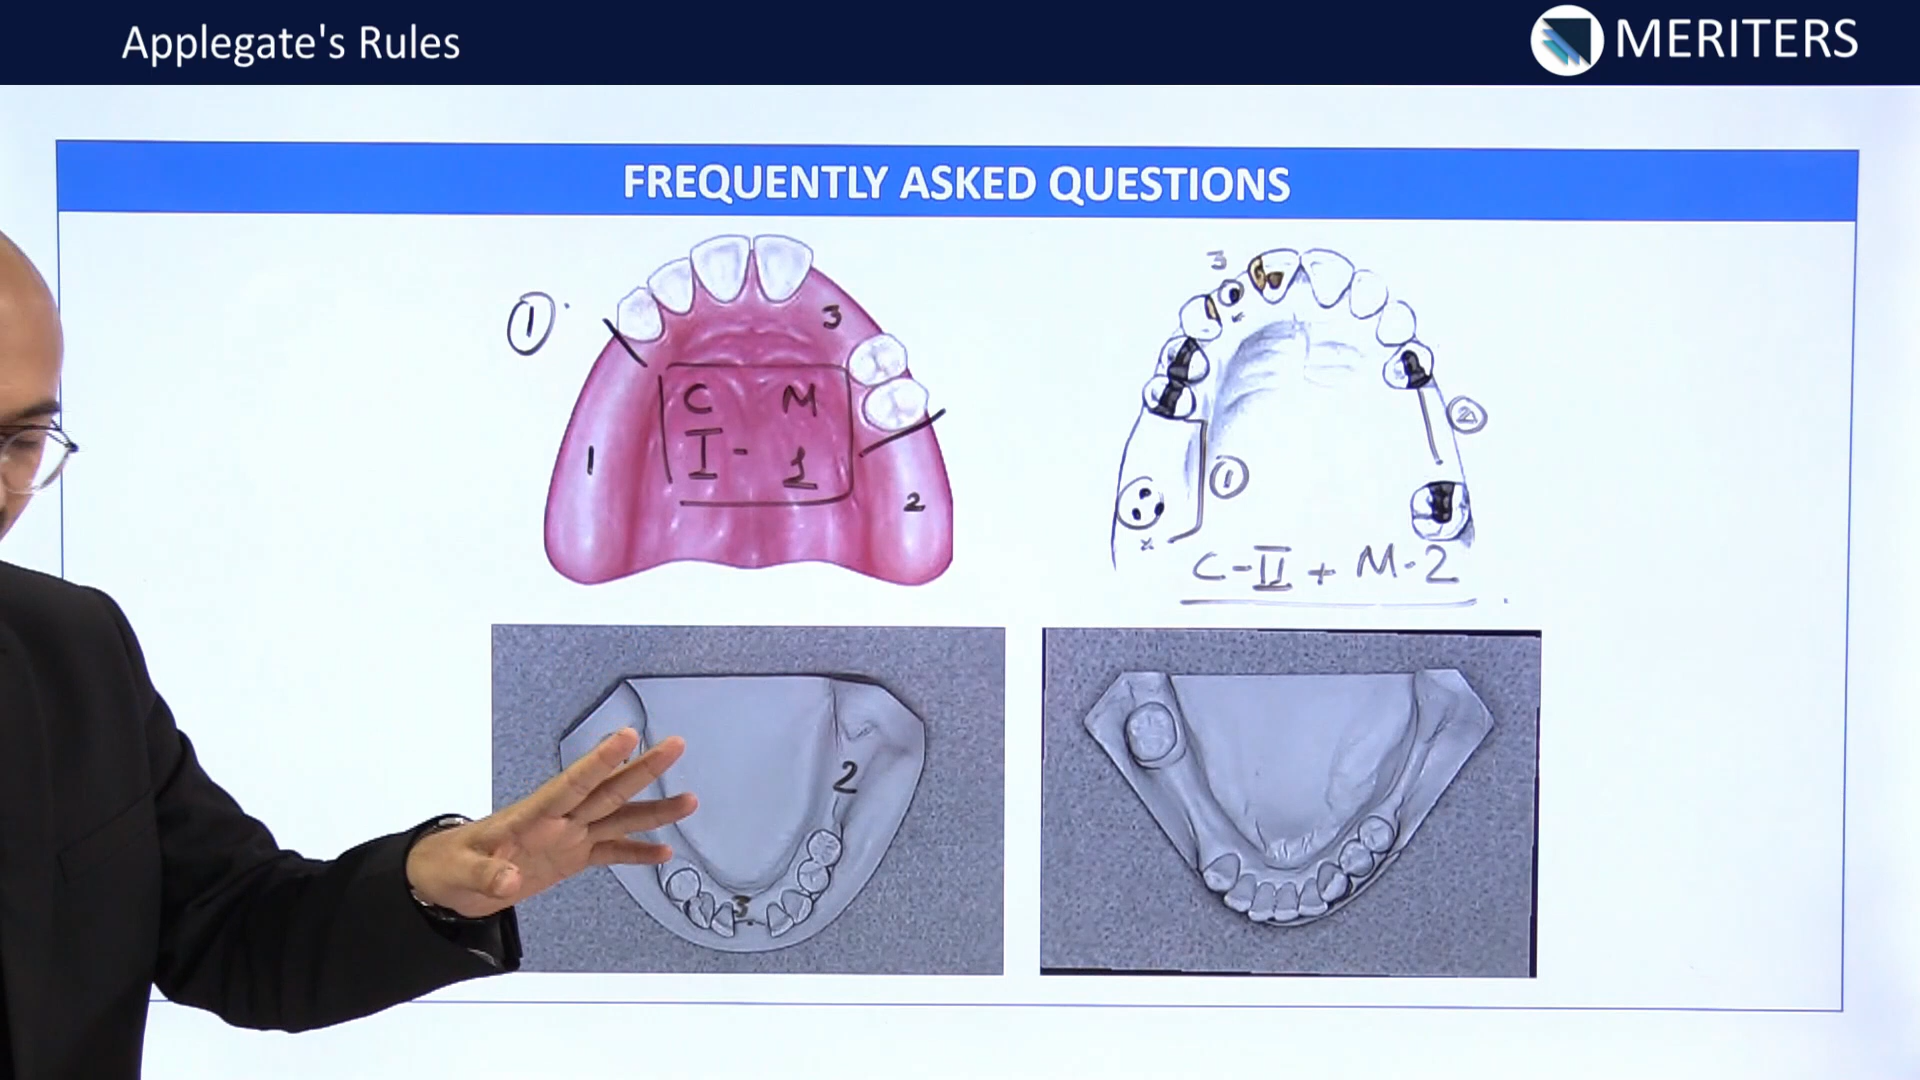 Applegate's Rules
MERITERS
FREQUENTLY ASKED QUESTIONS
1
3
C M
I - 1
1
2
3
x
2
1
x
C-II + M-2
2
3